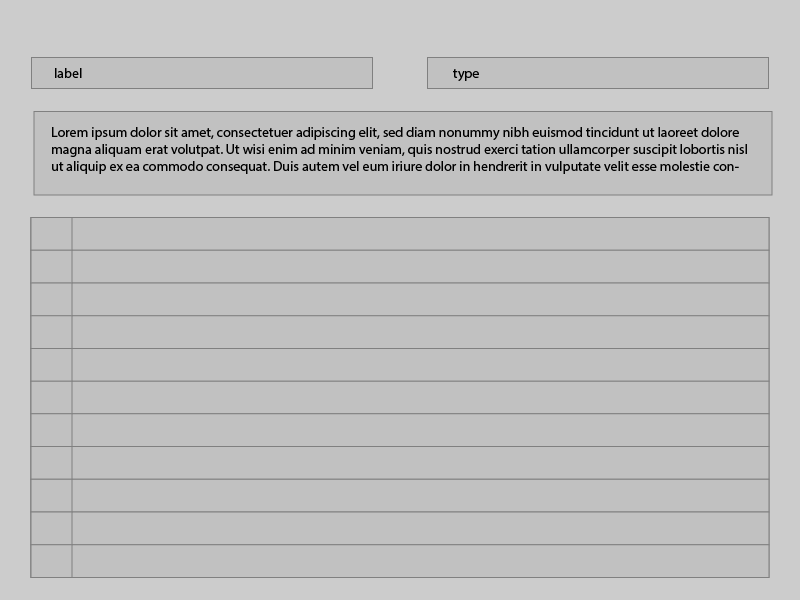 label
type
Lorem ipsum dolor sit amet, consectetuer adipiscing elit, sed diam nonummy nibh euismod tincidunt ut laoreet dolore
magna aliquam erat volutpat. Ut wisi enim ad minim veniam, quis nostrud exerci tation ullamcorper suscipit lobortis nisl
ut aliquip ex ea commodo consequat. Duis autem vel eum iriure dolor in hendrerit in vulputate velit esse molestie con-